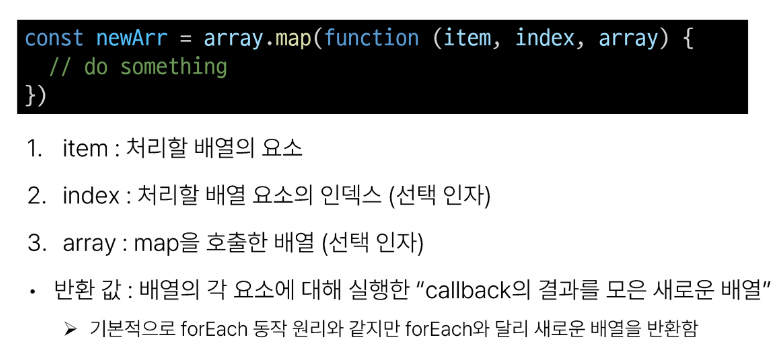 const newArr = array.map(function (item, index, array) {
  // do something
})
1. item : 처리할 배열의 요소
2. index : 처리할 배열 요소의 인덱스 (선택 인자)
3. array : map을 호출한 배열 (선택 인자)
• 반환 값 : 배열의 각 요소에 대해 실행한 “callback의 결과를 모은 새로운 배열”
➢ 기본적으로 forEach 동작 원리와 같지만 forEach와 달리 새로운 배열을 반환함